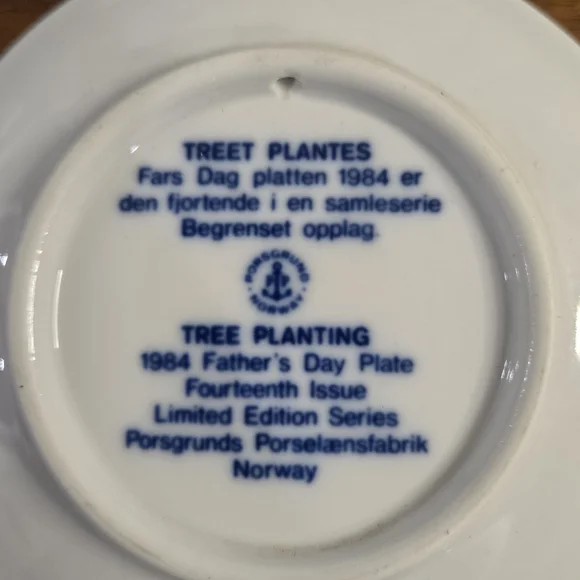 TREET PLANTES
Fars Dag platten 1984 er
den fjortende i en samleserie
Begrenset opplag.
PORSGRUND
NORWAY
TREE PLANTING
1984 Father's Day Plate
Fourteenth Issue
Limited Edition Series
Porsgrunds Porselænsfabrik
Norway